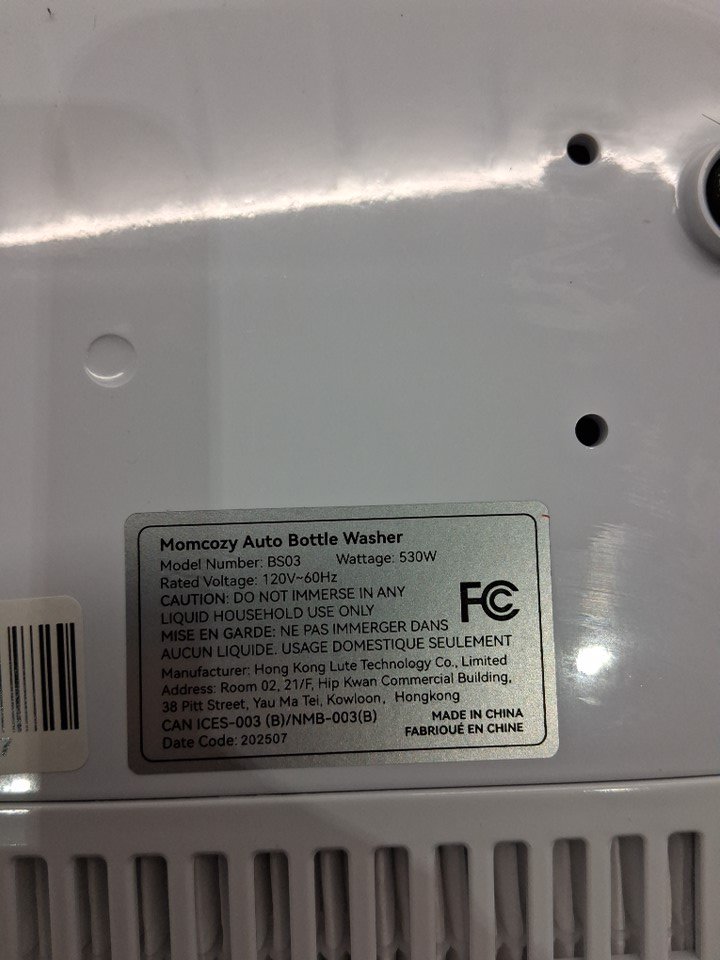 Momcozy Auto Bottle Washer
Model Number: BS03 Wattage: 530W
Rated Voltage: 120V~60Hz
CAUTION: DO NOT IMMERSE IN ANY
LIQUID HOUSEHOLD USE ONLY
FC
MISE EN GARDE: NE PAS IMMERGER DANS
AUCUN LIQUIDE. USAGE DOMESTIQUE SEULEMENT
Manufacturer: Hong Kong Lute Technology Co., Limited
Address: Room 02, 21/F, Hip Kwan Commercial Building,
38 Pitt Street, Yau Ma Tei, Kowloon, Hongkong
CAN ICES-003 (B)/NMB-003(B)
MADE IN CHINA
Date Code: 202507
FABRIOUÉ EN CHINE